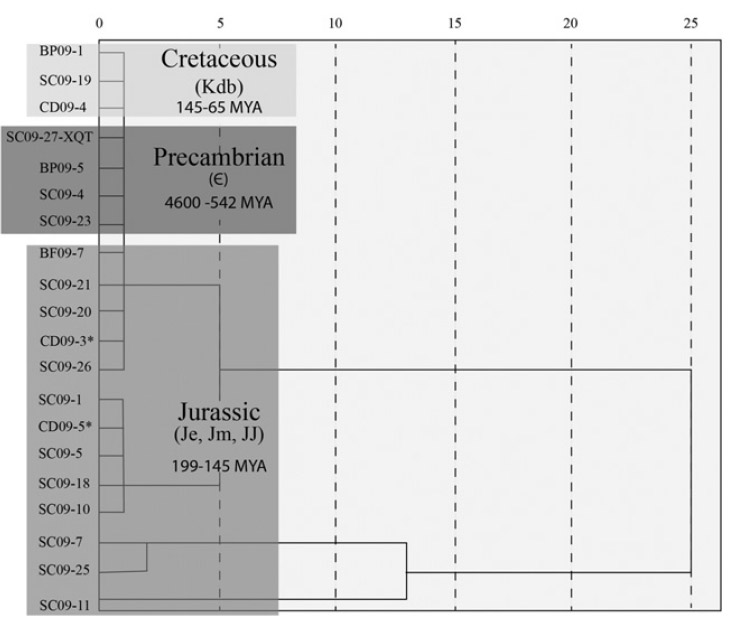 0 5 10 15 20 25
BP09-1
SC09-19
CD09-4
Cretaceous
(Kdb)
145-65 MYA
SC09-27-XQT
BP09-5
SC09-4
SC09-23
Precambrian
(Є)
4600 -542 MYA
BF09-7
SC09-21
SC09-20
CD09-3*
SC09-26
SC09-1
CD09-5*
SC09-5
SC09-18
SC09-10
SC09-7
SC09-25
SC09-11
Jurassic
(Je, Jm, JJ)
199-145 MYA